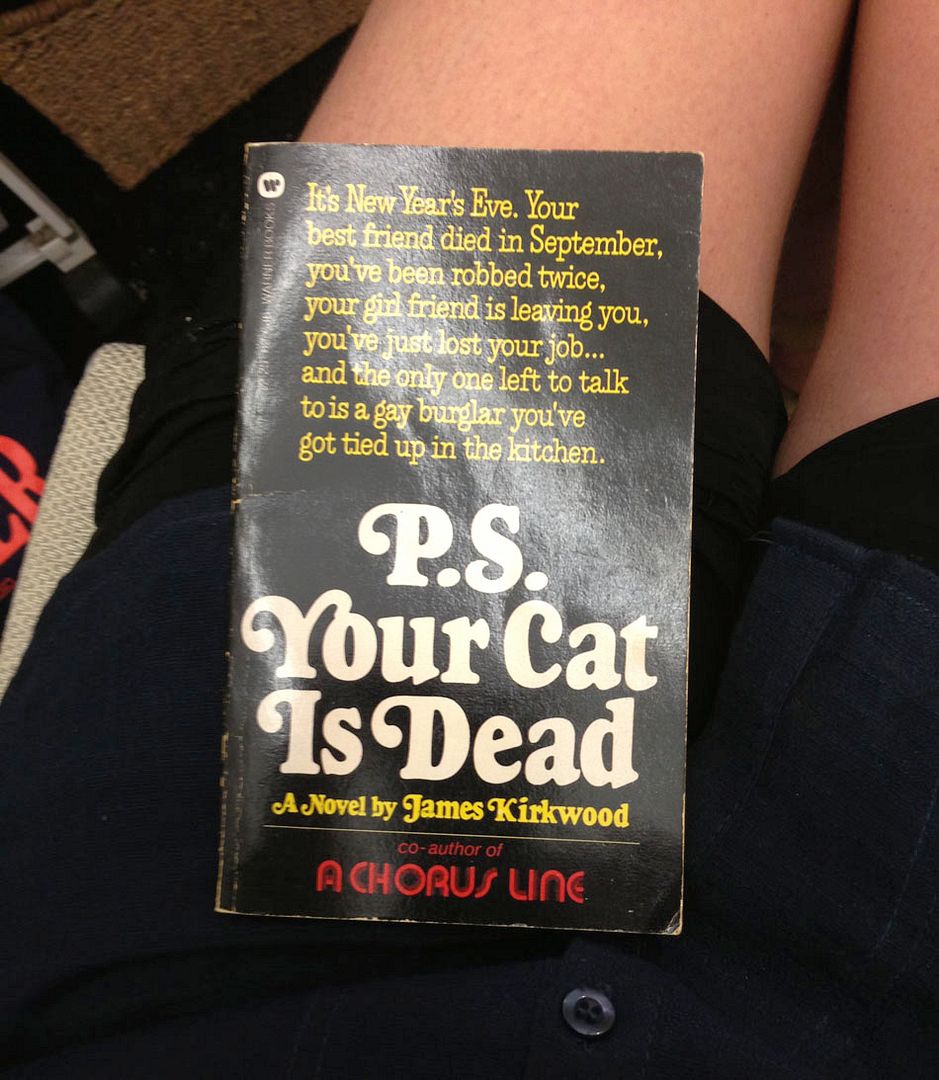 W
A WARNER BOOK
It's New Year's Eve. Your
best friend died in September,
you've been robbed twice,
your girl friend is leaving you,
you've just lost your job...
and the only one left to talk
to is a gay burglar you've
got tied up in the kitchen.
P.S.
Your Cat
Is Dead
A Novel by James Kirkwood
co-author of
A CHORUS LINE